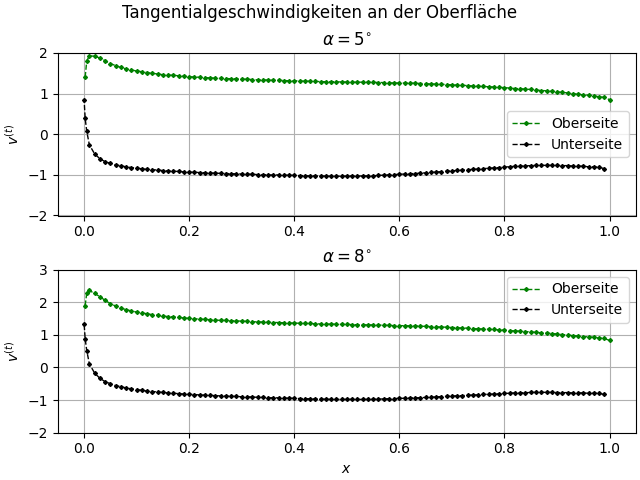 Tangentialgeschwindigkeiten an der Oberfläche
α = 5°
2
1
0
−1
−2
v^(t)
Oberseite
Unterseite
0.0 0.2 0.4 0.6 0.8 1.0
α = 8°
3
2
1
0
−1
−2
v^(t)
Oberseite
Unterseite
0.0 0.2 0.4 0.6 0.8 1.0
x